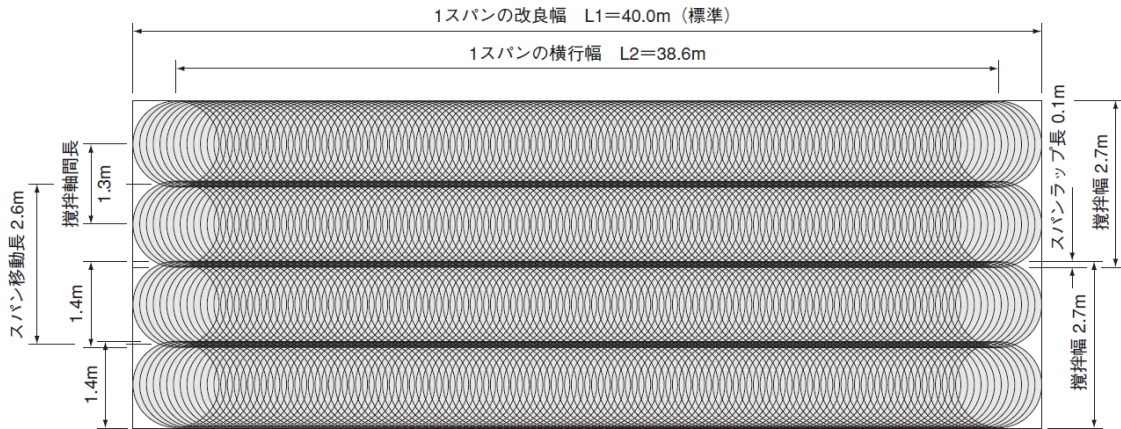 1スパンの改良幅 L1＝40.0m（標準）
1スパンの横行幅 L2＝38.6m
スパン移動長 2.6m
攪拌軸間長
1.3m
1.4m
1.4m
スパンラップ長 0.1m
攪拌幅 2.7m
攪拌幅 2.7m